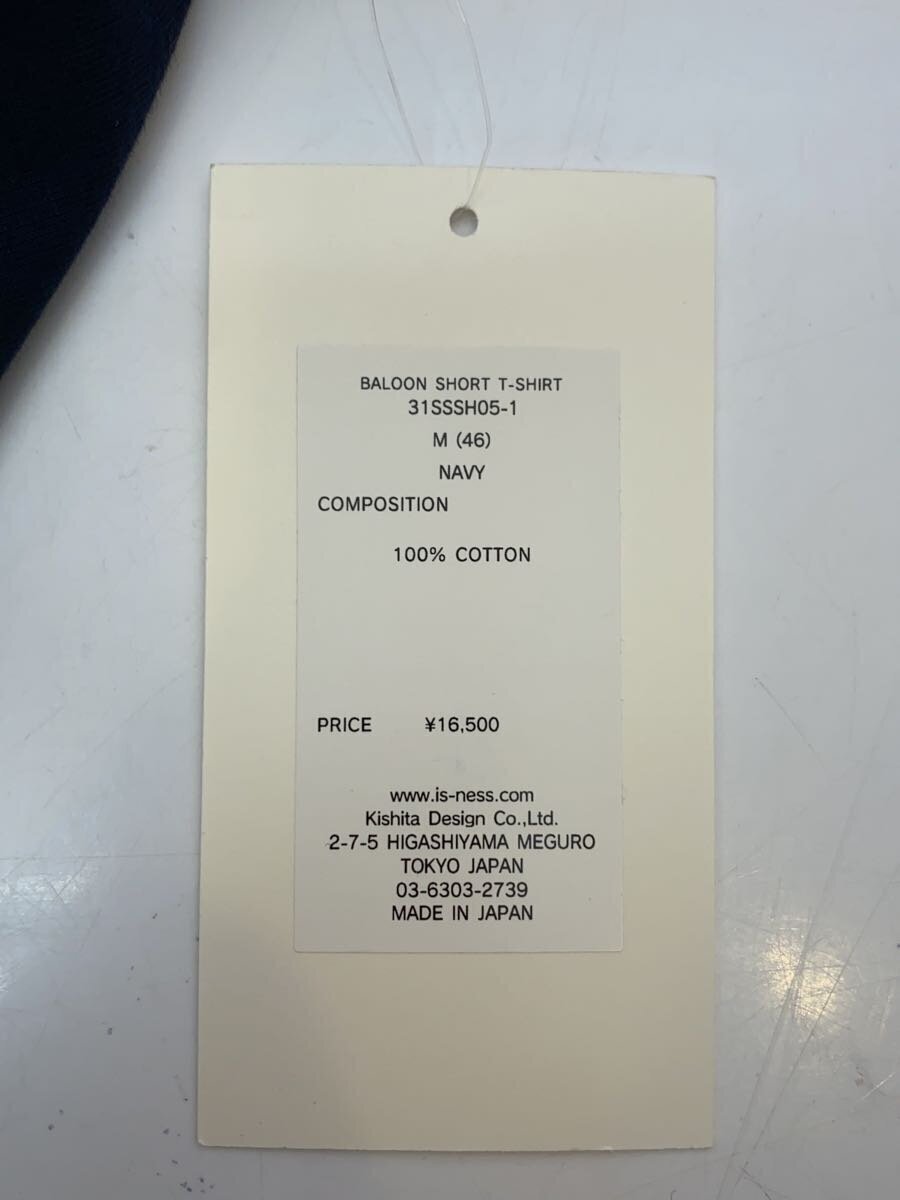 BALOON SHORT T-SHIRT
31SSSH05-1
M (46)
NAVY
COMPOSITION
100% COTTON
PRICE ¥16,500
www.is-ness.com
Kishita Design Co.,Ltd.
2-7-5 HIGASHIYAMA MEGURO
TOKYO JAPAN
03-6303-2739
MADE IN JAPAN